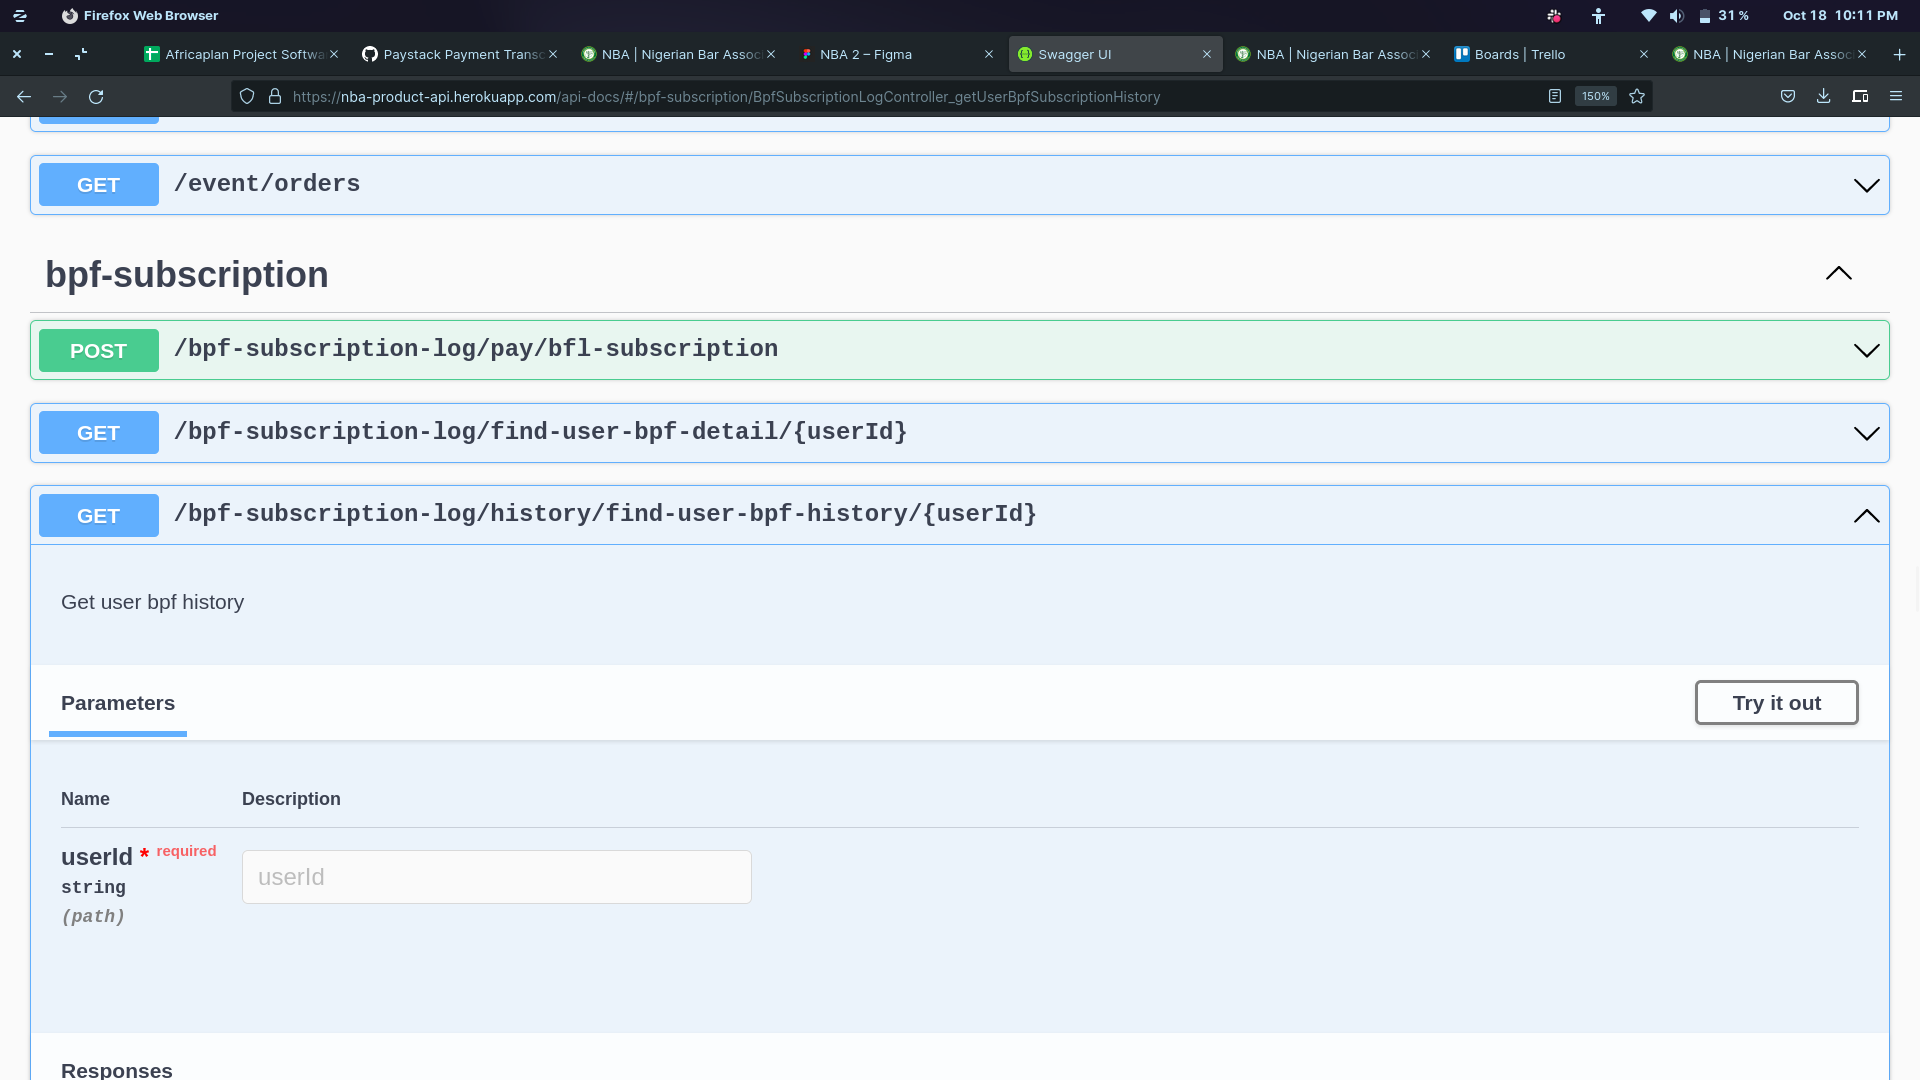 Firefox Web Browser
31 %
Oct 18 10:11 PM
Africaplan Project Softwa
Paystack Payment Transc
NBA | Nigerian Bar Associ
NBA 2 – Figma
Swagger UI
NBA | Nigerian Bar Associ
Boards | Trello
NBA | Nigerian Bar Associ
https://nba-product-api.herokuapp.com/api-docs/#/bpf-subscription/BpfSubscriptionLogController_getUserBpfSubscriptionHistory
150%
GET /event/orders
bpf-subscription
POST /bpf-subscription-log/pay/bfl-subscription
GET /bpf-subscription-log/find-user-bpf-detail/{userId}
GET /bpf-subscription-log/history/find-user-bpf-history/{userId}
Get user bpf history
Parameters
Try it out
Name Description
userId * required
userId
string
(path)
Responses